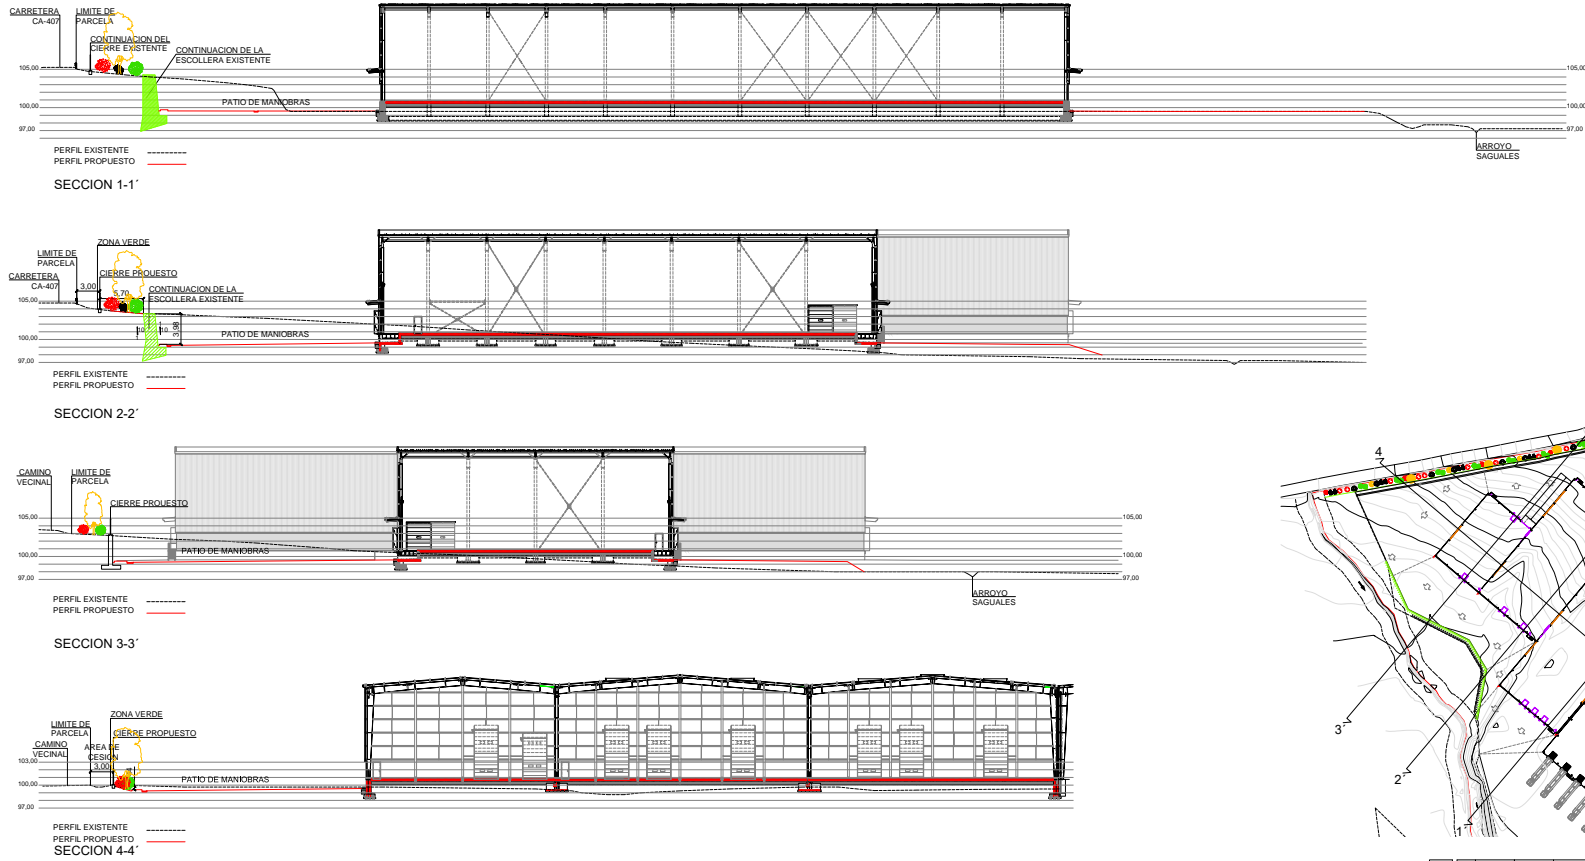 CARRETERA
CA-407
LIMITE DE
PARCELA
CONTINUACION DEL
CIERRE EXISTENTE
CONTINUACION DE LA
ESCOLLERA EXISTENTE
105,00
100,00
97,00
PATIO DE MANIOBRAS
105,00
100,00
97,00
ARROYO
SAGUALES
PERFIL EXISTENTE
PERFIL PROPUESTO
SECCION 1-1´
ZONA VERDE
LIMITE DE
PARCELA
CARRETERA
CA-407
3,00
CIERRE PROUESTO
5,70
CONTINUACION DE LA
ESCOLLERA EXISTENTE
105,00
10
10
3,98
PATIO DE MANIOBRAS
100,00
97,00
PERFIL EXISTENTE
PERFIL PROPUESTO
SECCION 2-2´
CAMINO
VECINAL
LIMITE DE
PARCELA
CIERRE PROUESTO
105,00
100,00
97,00
PATIO DE MANIOBRAS
105,00
100,00
97,00
ARROYO
SAGUALES
PERFIL EXISTENTE
PERFIL PROPUESTO
SECCION 3-3´
ZONA VERDE
LIMITE DE
PARCELA
CIERRE PROPUESTO
CAMINO
VECINAL
AREA DE
CESION
3,00
103,00
100,00
97,00
PATIO DE MANIOBRAS
PERFIL EXISTENTE
PERFIL PROPUESTO
SECCION 4-4´
4
3´
2´
1´